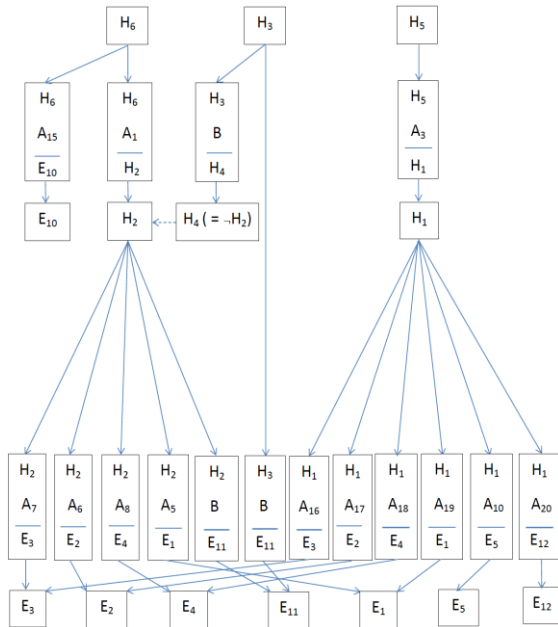 H₆ H₃ H₅
H₆ H₆ H₃ H₅
A₁₅ A₁ B A₃
E₁₀ H₂ H₄ H₁
E₁₀ H₂ H₄ ( = ¬H₂) H₁
H₂ H₂ H₂ H₂ H₂ H₃ H₁ H₁ H₁ H₁ H₁ H₁
A₇ A₆ A₈ A₅ B B A₁₆ A₁₇ A₁₈ A₁₉ A₁₀ A₂₀
E₃ E₂ E₄ E₁ E₁₁ E₁₁ E₃ E₂ E₄ E₁ E₅ E₁₂
E₃ E₂ E₄ E₁₁ E₁ E₅ E₁₂